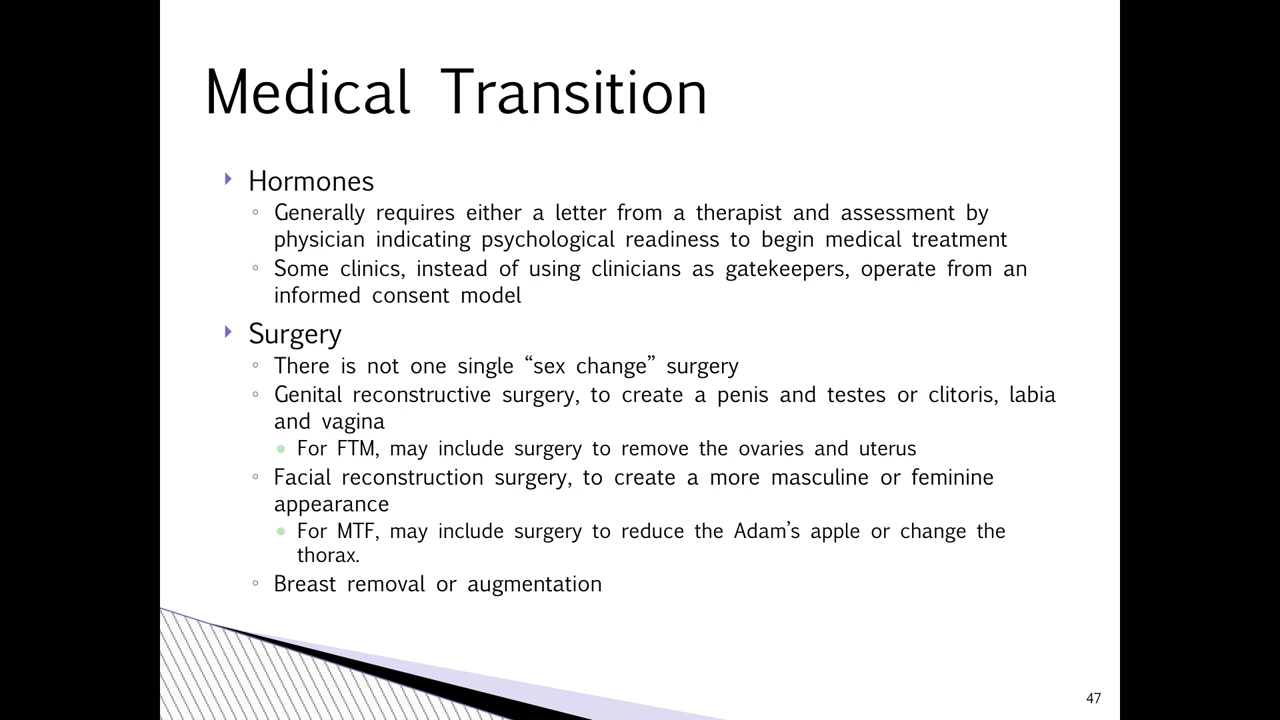 Medical Transition
Hormones
Generally requires either a letter from a therapist and assessment by
physician indicating psychological readiness to begin medical treatment
Some clinics, instead of using clinicians as gatekeepers, operate from an
informed consent model
Surgery
There is not one single “sex change” surgery
Genital reconstructive surgery, to create a penis and testes or clitoris, labia
and vagina
For FTM, may include surgery to remove the ovaries and uterus
Facial reconstruction surgery, to create a more masculine or feminine
appearance
For MTF, may include surgery to reduce the Adam’s apple or change the
thorax.
Breast removal or augmentation
47